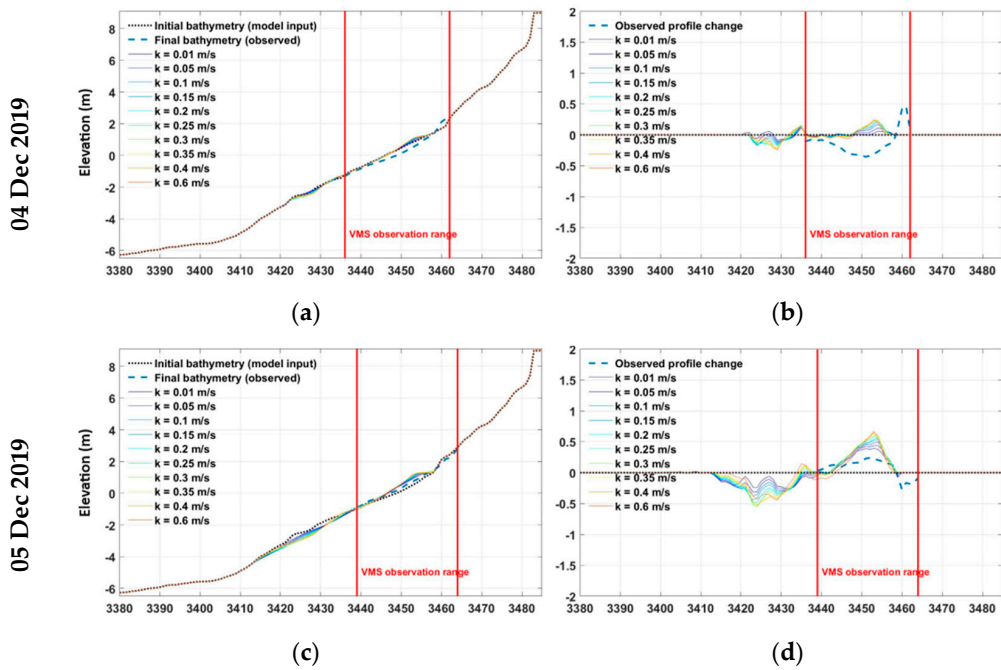 04 Dec 2019
Elevation (m)
8
6
4
2
0
-2
-4
-6
Initial bathymetry (model input)
Final bathymetry (observed)
k = 0.01 m/s
k = 0.05 m/s
k = 0.1 m/s
k = 0.15 m/s
k = 0.2 m/s
k = 0.25 m/s
k = 0.3 m/s
k = 0.35 m/s
k = 0.4 m/s
k = 0.6 m/s
VMS observation range
3380 3390 3400 3410 3420 3430 3440 3450 3460 3470 3480
(a)
2
1.5
1
0.5
0
-0.5
-1
-1.5
-2
Observed profile change
k = 0.01 m/s
k = 0.05 m/s
k = 0.1 m/s
k = 0.15 m/s
k = 0.2 m/s
k = 0.25 m/s
k = 0.3 m/s
k = 0.35 m/s
k = 0.4 m/s
k = 0.6 m/s
VMS observation range
3380 3390 3400 3410 3420 3430 3440 3450 3460 3470 3480
(b)
05 Dec 2019
Elevation (m)
8
6
4
2
0
-2
-4
-6
Initial bathymetry (model input)
Final bathymetry (observed)
k = 0.01 m/s
k = 0.05 m/s
k = 0.1 m/s
k = 0.15 m/s
k = 0.2 m/s
k = 0.25 m/s
k = 0.3 m/s
k = 0.35 m/s
k = 0.4 m/s
k = 0.6 m/s
VMS observation range
3380 3390 3400 3410 3420 3430 3440 3450 3460 3470 3480
(c)
2
1.5
1
0.5
0
-0.5
-1
-1.5
-2
Observed profile change
k = 0.01 m/s
k = 0.05 m/s
k = 0.1 m/s
k = 0.15 m/s
k = 0.2 m/s
k = 0.25 m/s
k = 0.3 m/s
k = 0.35 m/s
k = 0.4 m/s
k = 0.6 m/s
VMS observation range
3380 3390 3400 3410 3420 3430 3440 3450 3460 3470 3480
(d)